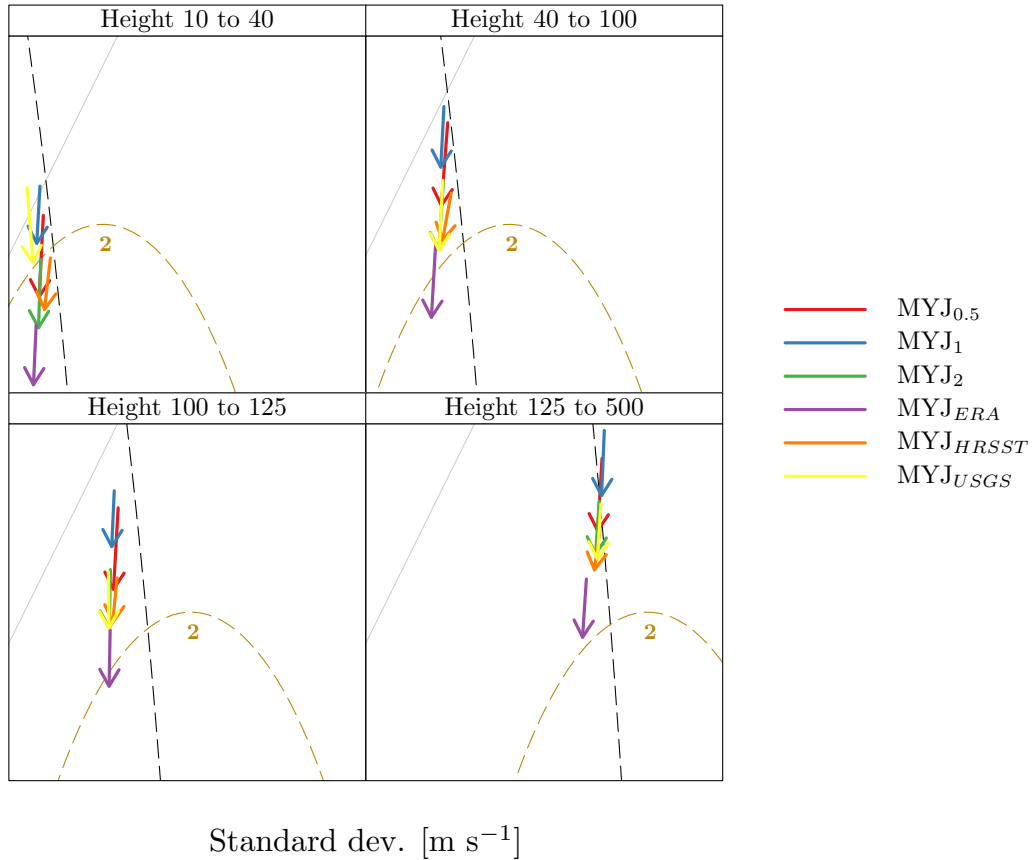 Height 10 to 40
Height 40 to 100
2
2
MYJ0.5
MYJ1
MYJ2
MYJERA
MYJHRSST
MYJUSGS
Height 100 to 125
Height 125 to 500
2
2
Standard dev. [m s−1]